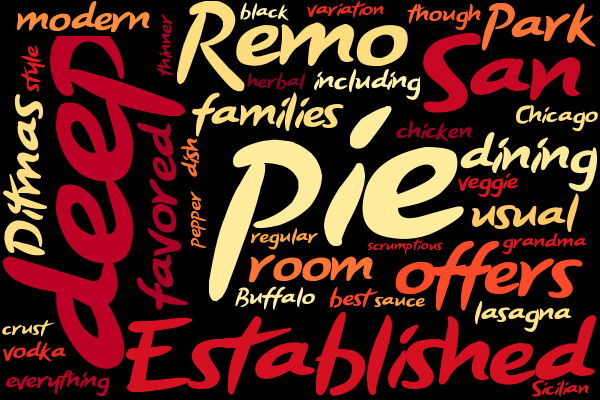 modern
black
variation
though
Park
Remo
style
thinner
deep
herbal
including
San
families
Chicago
chicken
Ditmas
favored
dish
pie
dining
veggie
pepper
usual
regular
scrumptious
grandma
room
offers
Buffalo
best
sauce
lasagna
crust
Established
vodka
everything
Sicilian